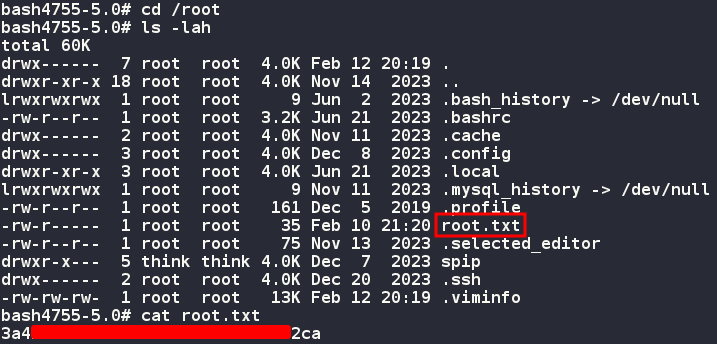 bash4755-5.0# cd /root
bash4755-5.0# ls -lah
total 60K
drwx------  7 root  root  4.0K Feb 12 20:19 .
drwxr-xr-x 18 root  root  4.0K Nov 14  2023 ..
lrwxrwxrwx  1 root  root     9 Jun  2  2023 .bash_history -> /dev/null
-rw-r--r--  1 root  root  3.2K Jun 21  2023 .bashrc
drwx------  2 root  root  4.0K Nov 11  2023 .cache
drwx------  3 root  root  4.0K Dec  8  2023 .config
drwxr-xr-x  3 root  root  4.0K Jun 21  2023 .local
lrwxrwxrwx  1 root  root     9 Nov 11  2023 .mysql_history -> /dev/null
-rw-r--r--  1 root  root   161 Dec  5  2019 .profile
-rw-r-----  1 root  root    35 Feb 10 21:20 root.txt
-rw-r--r--  1 root  root    75 Nov 13  2023 .selected_editor
drwxr-x---  5 think think 4.0K Dec  7  2023 spip
drwx------  2 root  root  4.0K Dec 20  2023 .ssh
-rw-rw-rw-  1 root  root   13K Feb 12 20:19 .viminfo
bash4755-5.0# cat root.txt
3a4 2ca